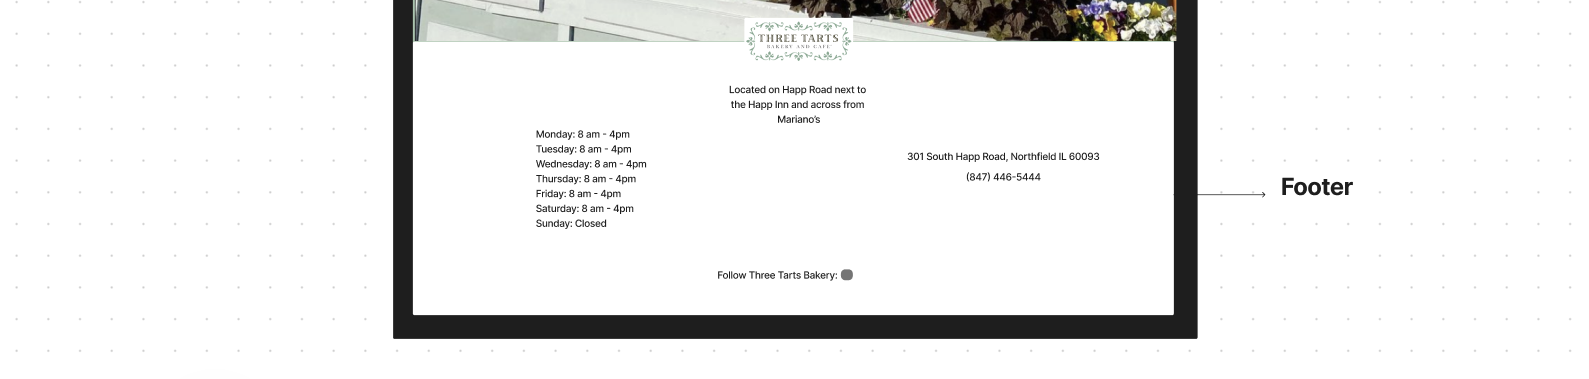 THREE TARTS
BAKERY AND CAFE
Located on Happ Road next to
the Happ Inn and across from
Mariano's
Monday: 8 am - 4pm
Tuesday: 8 am - 4pm
Wednesday: 8 am - 4pm
Thursday: 8 am - 4pm
Friday: 8 am - 4pm
Saturday: 8 am - 4pm
Sunday: Closed
301 South Happ Road, Northfield IL 60093
(847) 446-5444
Footer
Follow Three Tarts Bakery: